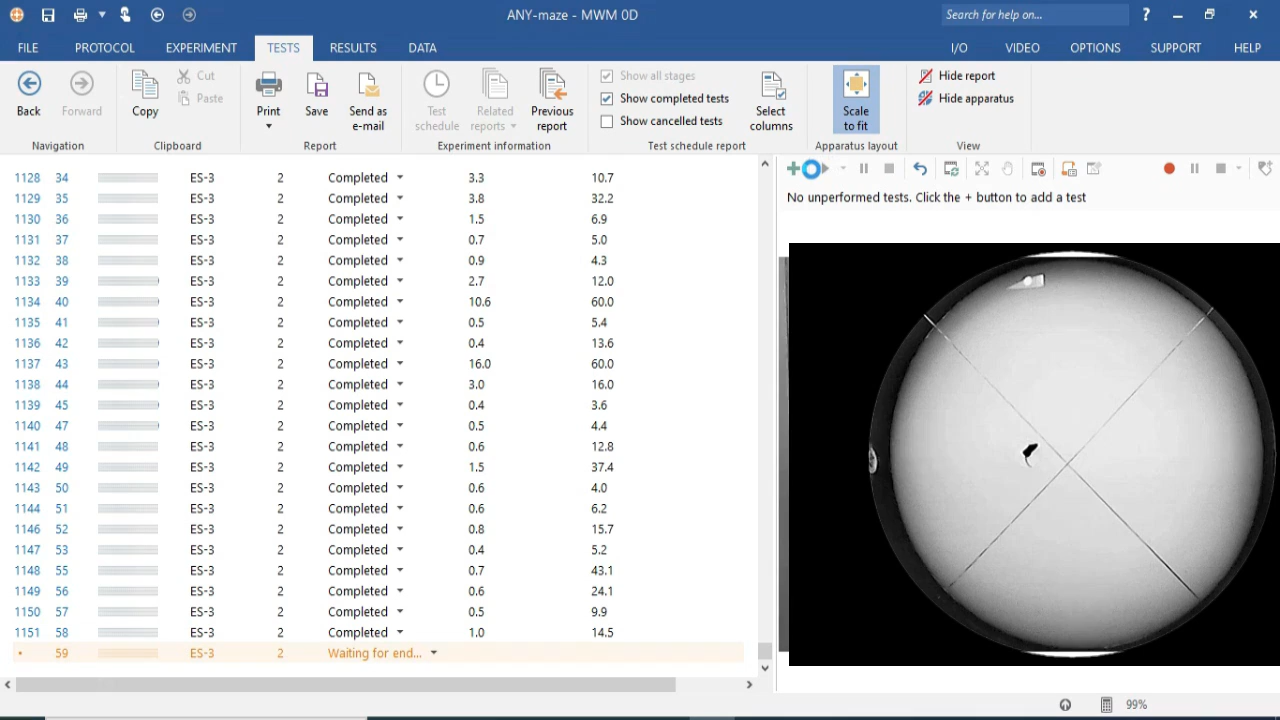 ANY-maze - MWM 0D
Search for help on...
?
FILE PROTOCOL EXPERIMENT TESTS RESULTS DATA I/O VIDEO OPTIONS SUPPORT HELP
Back Forward
Navigation
Copy Cut Paste
Clipboard
Print Save Send as e-mail
Report
Test schedule Related reports Previous report
Experiment information
Show all stages
Show completed tests
Show cancelled tests
Select columns
Test schedule report
Scale to fit
Apparatus layout
Hide report
Hide apparatus
View
1128 34 ES-3 2 Completed 3.3 10.7
1129 35 ES-3 2 Completed 3.8 32.2
1130 36 ES-3 2 Completed 1.5 6.9
1131 37 ES-3 2 Completed 0.7 5.0
1132 38 ES-3 2 Completed 0.9 4.3
1133 39 ES-3 2 Completed 2.7 12.0
1134 40 ES-3 2 Completed 10.6 60.0
1135 41 ES-3 2 Completed 0.5 5.4
1136 42 ES-3 2 Completed 0.4 13.6
1137 43 ES-3 2 Completed 16.0 60.0
1138 44 ES-3 2 Completed 3.0 16.0
1139 45 ES-3 2 Completed 0.4 3.6
1140 47 ES-3 2 Completed 0.5 4.4
1141 48 ES-3 2 Completed 0.6 12.8
1142 49 ES-3 2 Completed 1.5 37.4
1143 50 ES-3 2 Completed 0.6 4.0
1144 51 ES-3 2 Completed 0.6 6.2
1146 52 ES-3 2 Completed 0.8 15.7
1147 53 ES-3 2 Completed 0.4 5.2
1148 55 ES-3 2 Completed 0.7 43.1
1149 56 ES-3 2 Completed 0.6 24.1
1150 57 ES-3 2 Completed 0.5 9.9
1151 58 ES-3 2 Completed 1.0 14.5
59 ES-3 2 Waiting for end...
No unperformed tests. Click the + button to add a test
99%